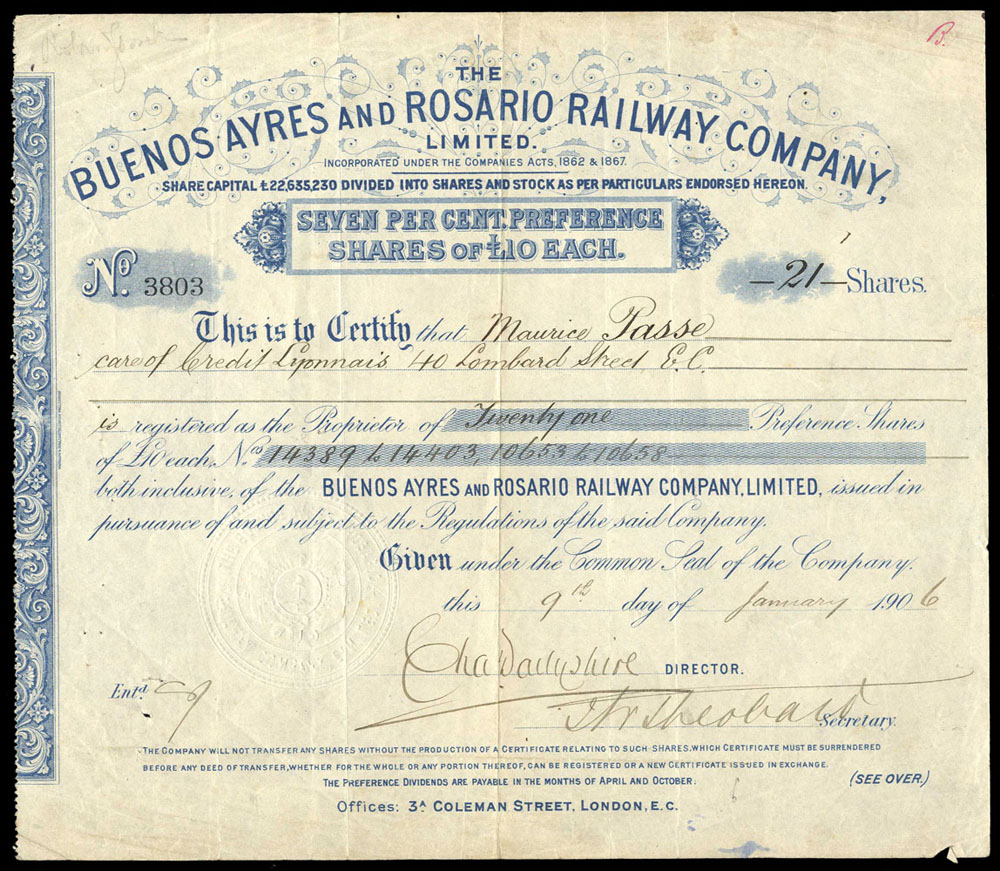 B.
THE
BUENOS AYRES AND ROSARIO RAILWAY COMPANY,
LIMITED.
INCORPORATED UNDER THE COMPANIES ACTS, 1862 & 1867.
SHARE CAPITAL £22,635,230 DIVIDED INTO SHARES AND STOCK AS PER PARTICULARS ENDORSED HEREON.
SEVEN PER CENT. PREFERENCE
SHARES OF £10 EACH.
No. 3803
—21—Shares.
This is to Certify that Maurice Passe
care of Credit Lyonnais 40 Lombard Street, E.C.
is registered as the Proprietor of Twenty one Preference Shares
of £10 each, Nos 14389 to 14403, 10653 to 10658
both inclusive, of the BUENOS AYRES AND ROSARIO RAILWAY COMPANY, LIMITED, issued in
pursuance of and subject to the Regulations of the said Company.
Given under the Common Seal of the Company.
this 9th day of January 1906
Cha Darbyshire DIRECTOR.
Entd.
Theobald Secretary.
THE COMPANY WILL NOT TRANSFER ANY SHARES WITHOUT THE PRODUCTION OF A CERTIFICATE RELATING TO SUCH SHARES, WHICH CERTIFICATE MUST BE SURRENDERED
BEFORE ANY DEED OF TRANSFER, WHETHER FOR THE WHOLE OR ANY PORTION THEREOF, CAN BE REGISTERED OR A NEW CERTIFICATE ISSUED IN EXCHANGE.
THE PREFERENCE DIVIDENDS ARE PAYABLE IN THE MONTHS OF APRIL AND OCTOBER.
(SEE OVER.)
Offices: 3A COLEMAN STREET, LONDON, E.C.